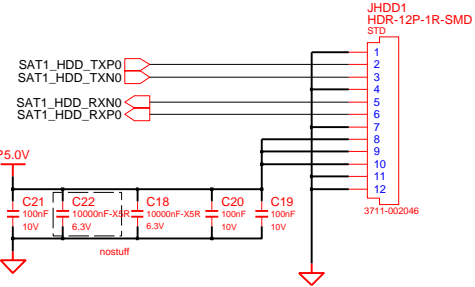 JHDD1
HDR-12P-1R-SMD
STD
SAT1_HDD_TXP0
SAT1_HDD_TXN0
SAT1_HDD_RXN0
SAT1_HDD_RXP0
1
2
3
4
5
6
7
8
9
10
11
12
3711-002046
P5.0V
C21
100nF
10V
C22
10000nF-X5R
6.3V
C18
10000nF-X5R
6.3V
C20
100nF
10V
C19
100nF
10V
nostuff